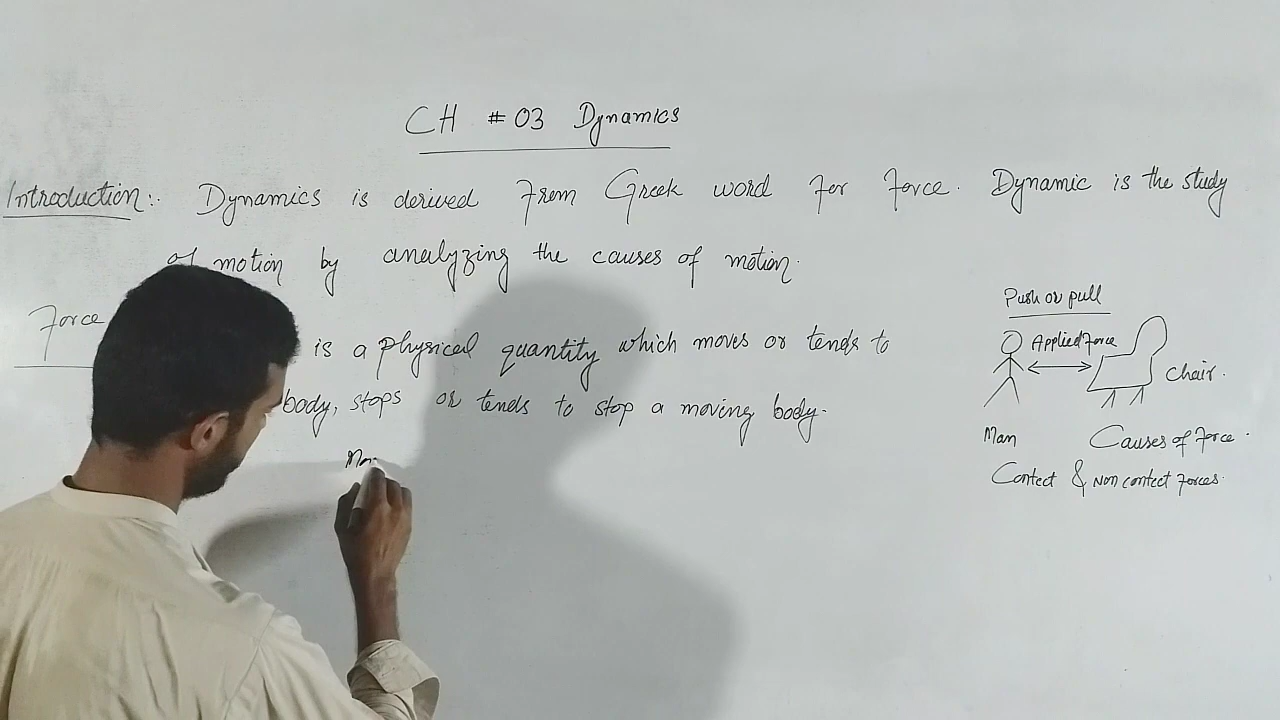 CH # 03 Dynamics
Introduction:. Dynamics is derived From Greek word For Force. Dynamic is the study
of motion by analyzing the causes of motion.
Force is a physical quantity which moves or tends to
body, stops or tends to stop a moving body.
Push or pull
Applied Force
chair.
Man
Causes of Force.
Contect & Non contect Forces.